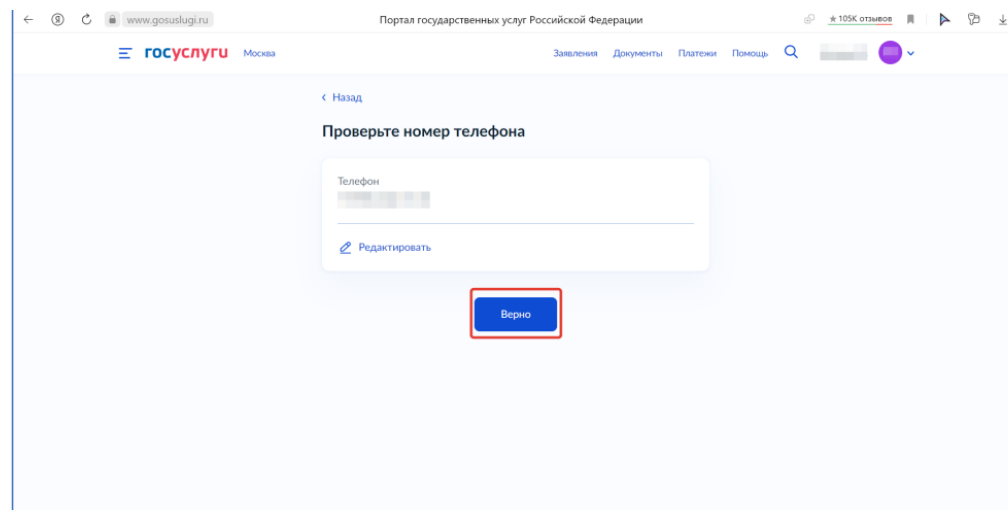 www.gosuslugi.ru Портал государственных услуг Российской Федерации ★ 105K отзывов
госуслуги Москва Заявления Документы Платежи Помощь
Назад
Проверьте номер телефона
Телефон
Редактировать
Верно